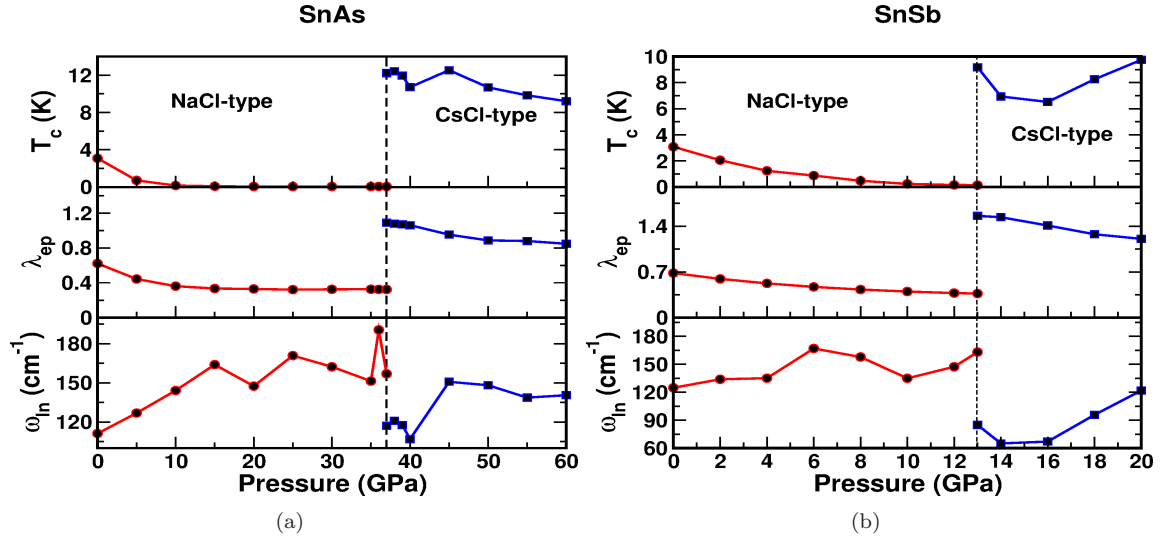 SnAs
T_c (K)
12
8
4
0
NaCl-type
CsCl-type
λ_ep
1.2
0.8
0.4
0
ω_ln (cm⁻¹)
180
150
120
0 10 20 30 40 50 60
Pressure (GPa)
(a)
SnSb
T_c (K)
10
8
6
4
2
0
NaCl-type
CsCl-type
λ_ep
1.4
0.7
0
ω_ln (cm⁻¹)
180
150
120
90
60
0 2 4 6 8 10 12 14 16 18 20
Pressure (GPa)
(b)